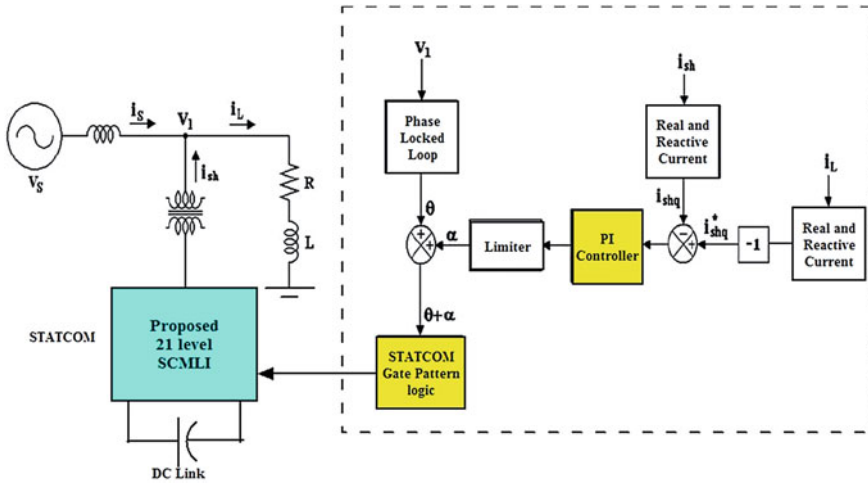 V1
ish
iS
V1
iL
Phase
Locked
Loop
Real and
Reactive
Current
iL
VS
ish
R
θ
ishq
i*shq
Real and
Reactive
Current
L
+
+
α
Limiter
PI
Controller
−
+
-1
STATCOM
Proposed
21 level
SCMLI
θ+α
STATCOM
Gate Pattern
logic
DC Link